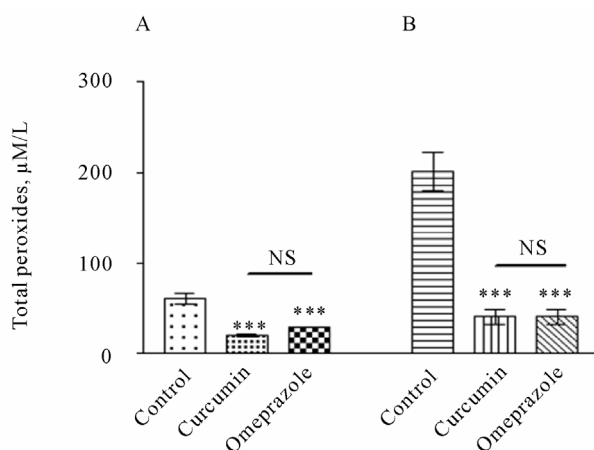 A
B
Total peroxides, µM/L
300
200
100
0
NS
NS
***
***
***
***
Control
Curcumin
Omeprazole
Control
Curcumin
Omeprazole